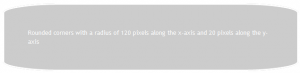 Rounded corners with a radius of 120 pixels along the x-axis and 20 pixels along the y-
axis.